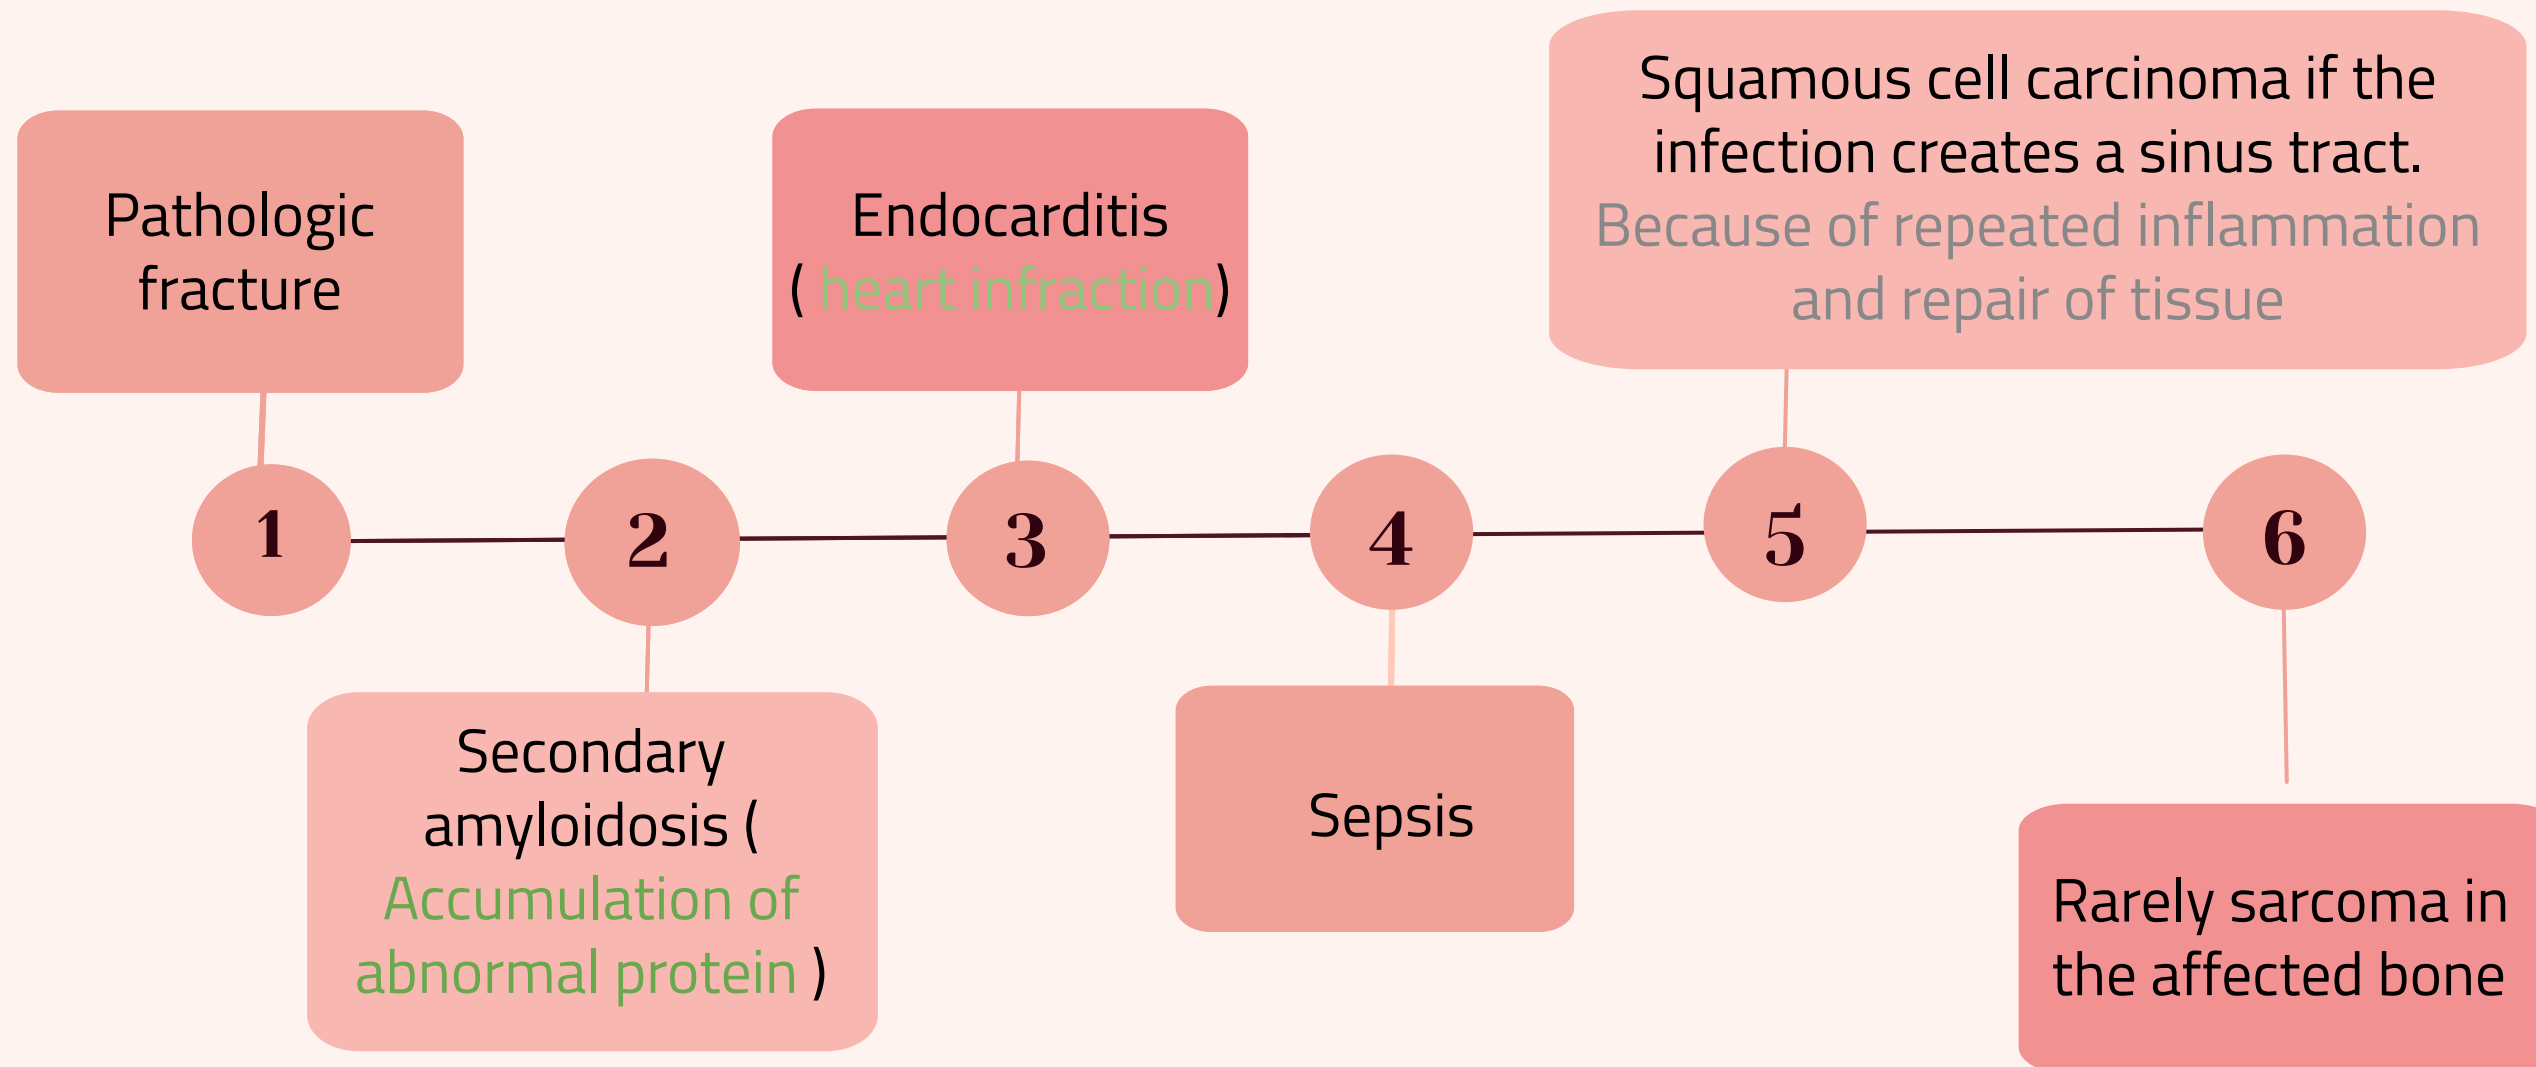 Pathologic
fracture
Endocarditis
( heart infraction)
Squamous cell carcinoma if the
infection creates a sinus tract.
Because of repeated inflammation
and repair of tissue
1
2
3
4
5
6
Secondary
amyloidosis (
Accumulation of
abnormal protein )
Sepsis
Rarely sarcoma in
the affected bone